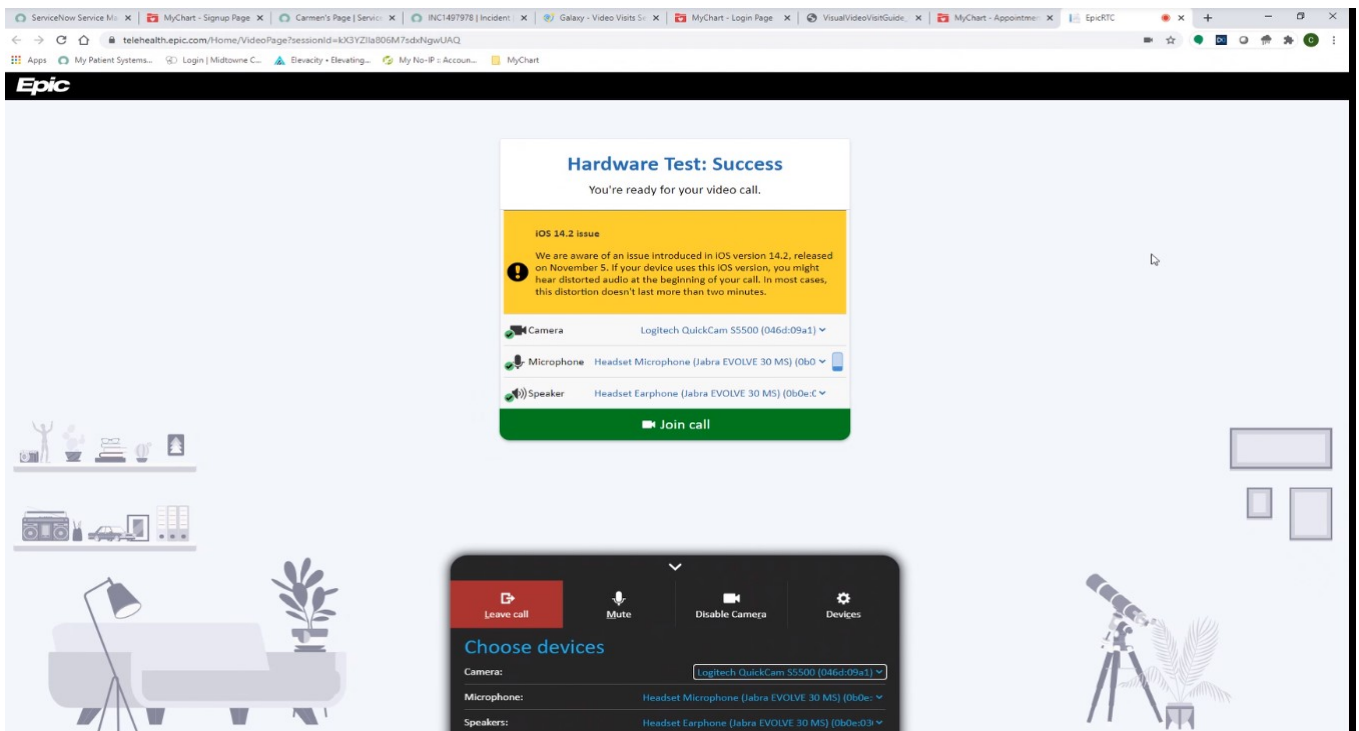 ServiceNow Service Ma
MyChart - Signup Page
Carmen's Page | Servic
INC1497978 | Incident |
Galaxy - Video Visits Se
MyChart - Login Page
VisualVideoVisitGuide_
MyChart - Appointmen
EpicRTC
telehealth.epic.com/Home/VideoPage?sessionId=kX3YZIla806M7sdxNgwUAQ
Apps
My Patient Systems...
Login | Midtowne C...
Elevacity • Elevating...
My No-IP :: Accoun...
MyChart
Epic
Hardware Test: Success
You're ready for your video call.
iOS 14.2 issue
We are aware of an issue introduced in iOS version 14.2, released
on November 5. If your device uses this iOS version, you might
hear distorted audio at the beginning of your call. In most cases,
this distortion doesn't last more than two minutes.
Camera Logitech QuickCam S5500 (046d:09a1)
Microphone Headset Microphone (Jabra EVOLVE 30 MS) (0b0
Speaker Headset Earphone (Jabra EVOLVE 30 MS) (0b0e:0
Join call
Leave call
Mute
Disable Camera
Devices
Choose devices
Camera: Logitech QuickCam S5500 (046d:09a1)
Microphone: Headset Microphone (Jabra EVOLVE 30 MS) (0b0e:
Speakers: Headset Earphone (Jabra EVOLVE 30 MS) (0b0e:03